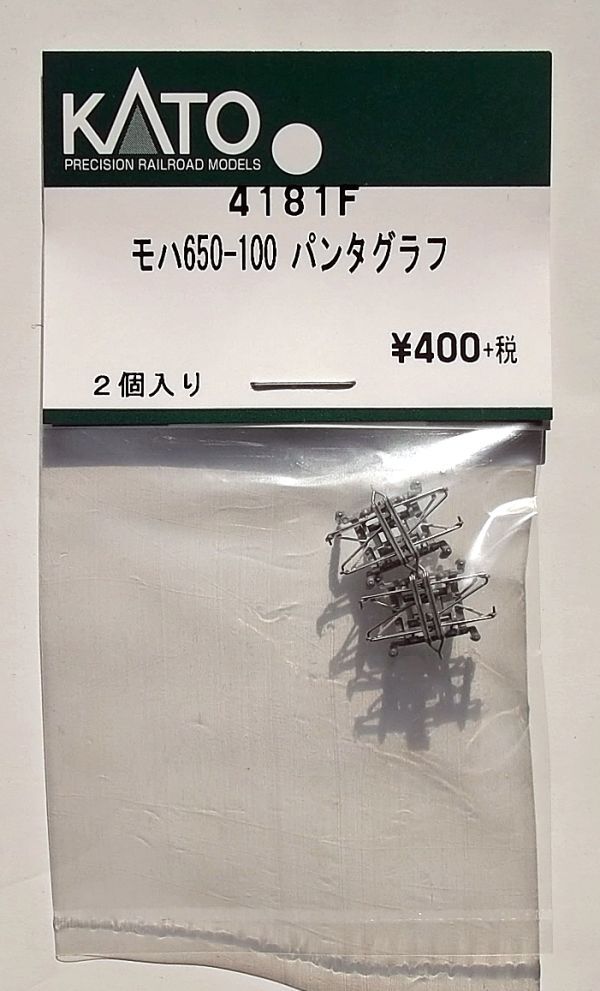 KATO
PRECISION RAILROAD MODELS
4181F
モハ650-100 パンタグラフ
¥400+税
2個入り